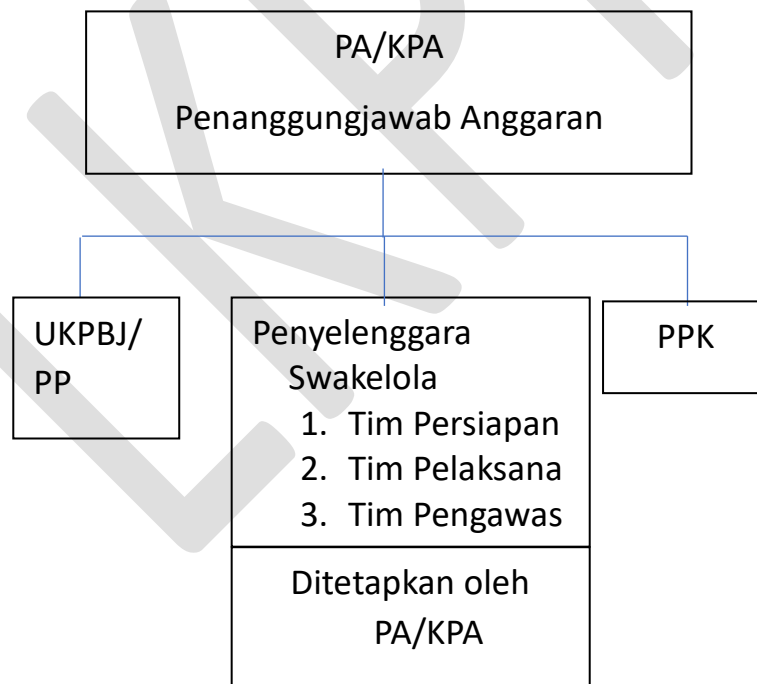 PA/KPA
Penanggungjawab Anggaran
UKPBJ/
PP
Penyelenggara
Swakelola
1. Tim Persiapan
2. Tim Pelaksana
3. Tim Pengawas
Ditetapkan oleh
PA/KPA
PPK
LKPP